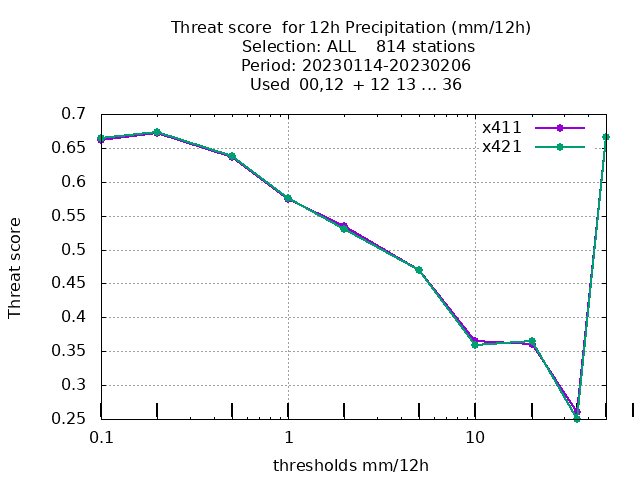 Threat score  for 12h Precipitation (mm/12h)
Selection: ALL    814 stations
Period: 20230114-20230206
Used  00,12  + 12 13 ... 36
x411
x421
0.7
0.65
0.6
0.55
0.5
0.45
0.4
0.35
0.3
0.25
Threat score
0.1
1
10
thresholds mm/12h